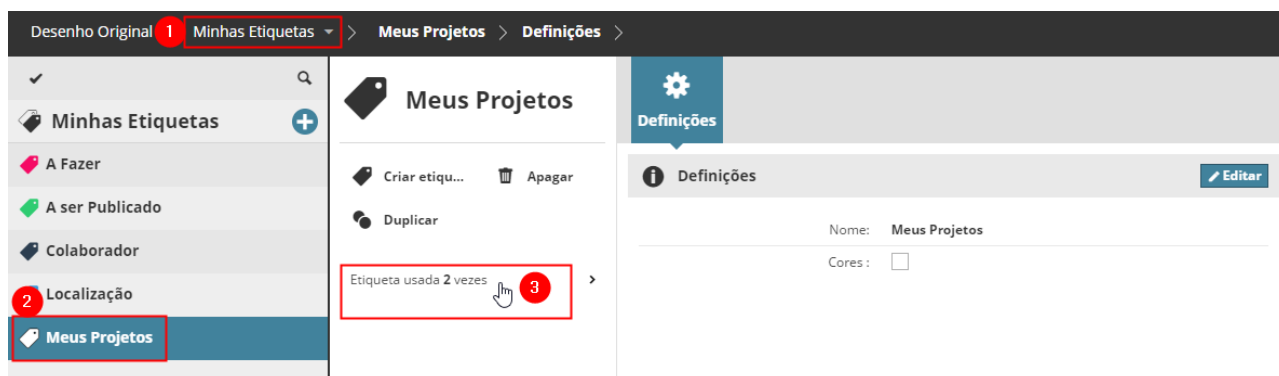 Desenho Original 1 Minhas Etiquetas > Meus Projetos > Definições >
Minhas Etiquetas
A Fazer
A ser Publicado
Colaborador
2 Localização
Meus Projetos
Meus Projetos
Criar etiqu... Apagar
Duplicar
Etiqueta usada 2 vezes 3 >
Definições
Definições Editar
Nome: Meus Projetos
Cores :